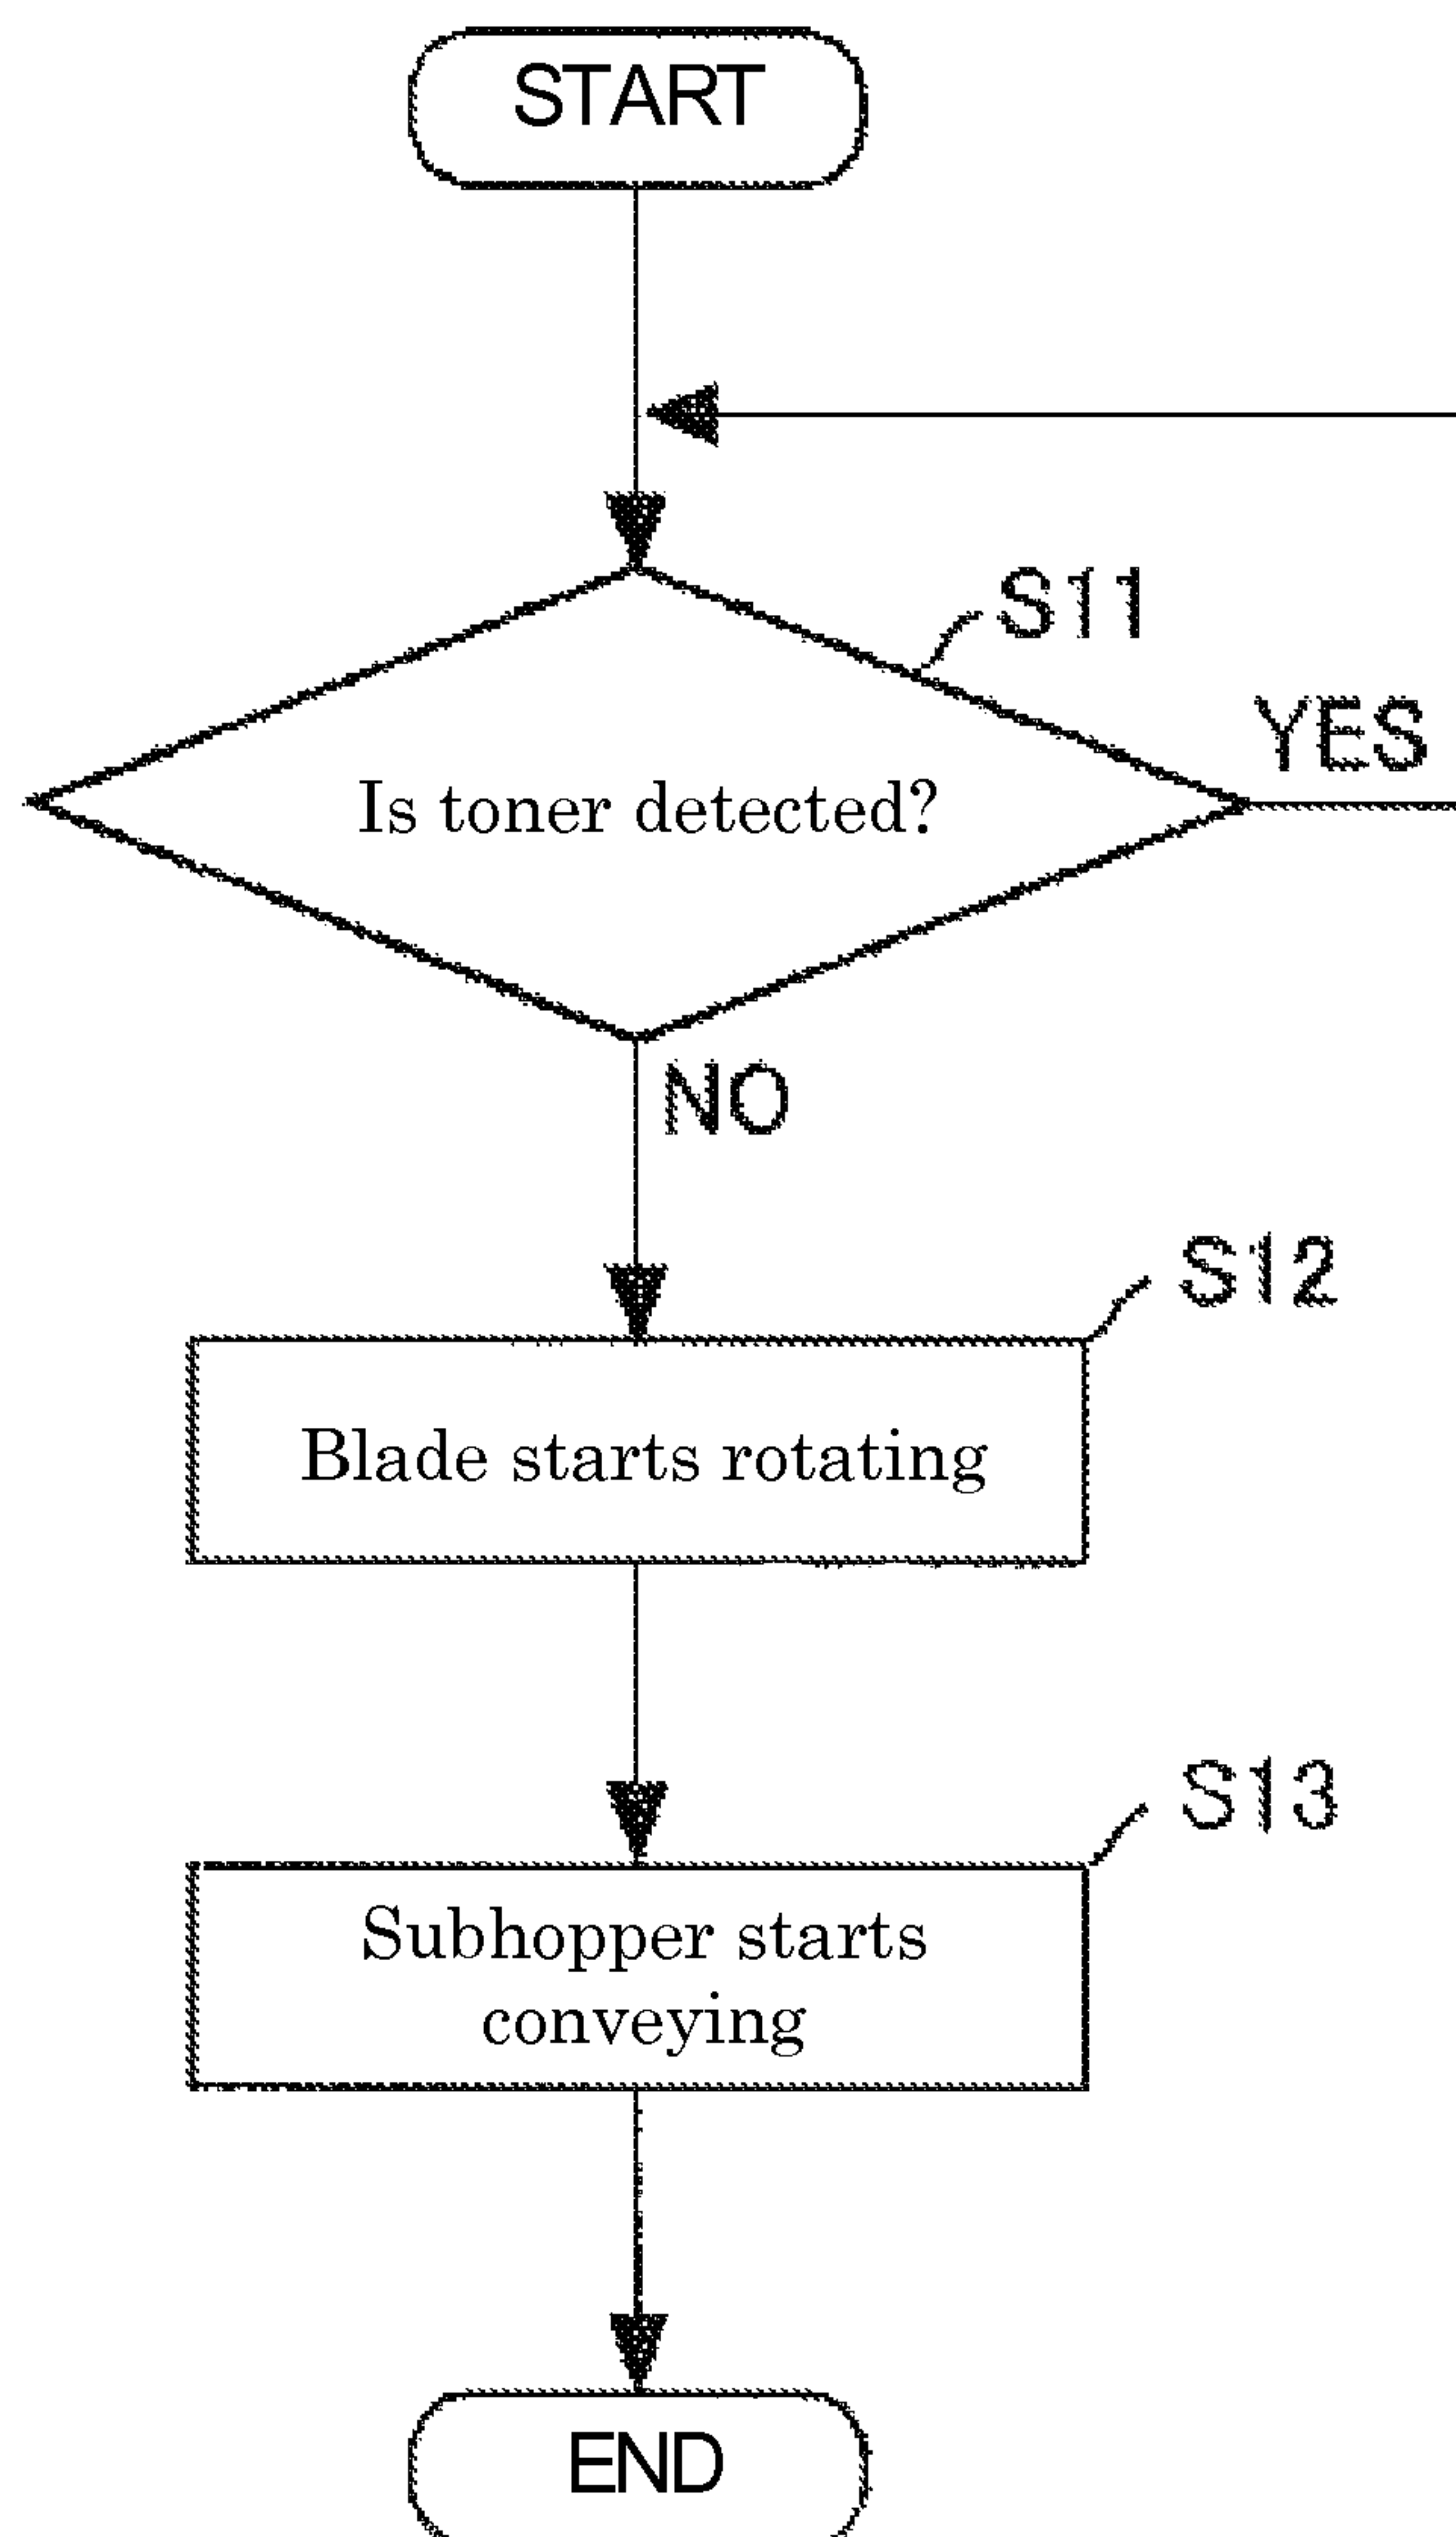 START
S11
YES
Is toner detected?
NO
S12
Blade starts rotating
S13
Subhopper starts
conveying
END